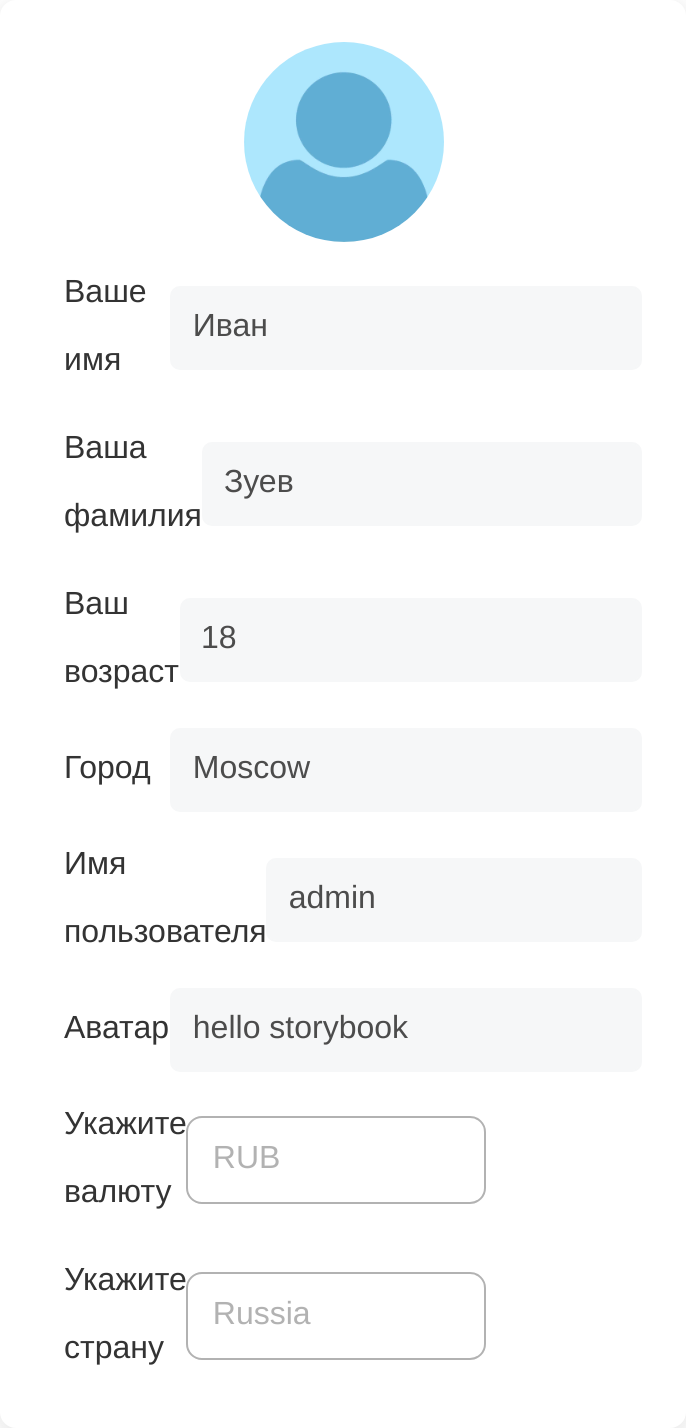 Ваше
имя
Иван
Ваша
фамилия
Зуев
Ваш
возраст
18
Город
Moscow
Имя
пользователя
admin
Аватар
hello storybook
Укажите
валюту
RUB
Укажите
страну
Russia